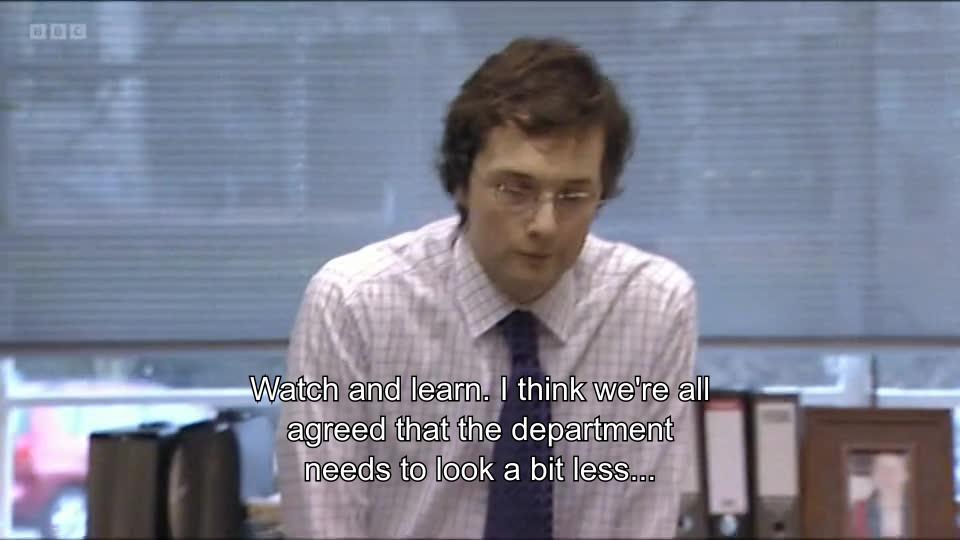 BBC
Watch and learn. I think we're all
agreed that the department
needs to look a bit less...